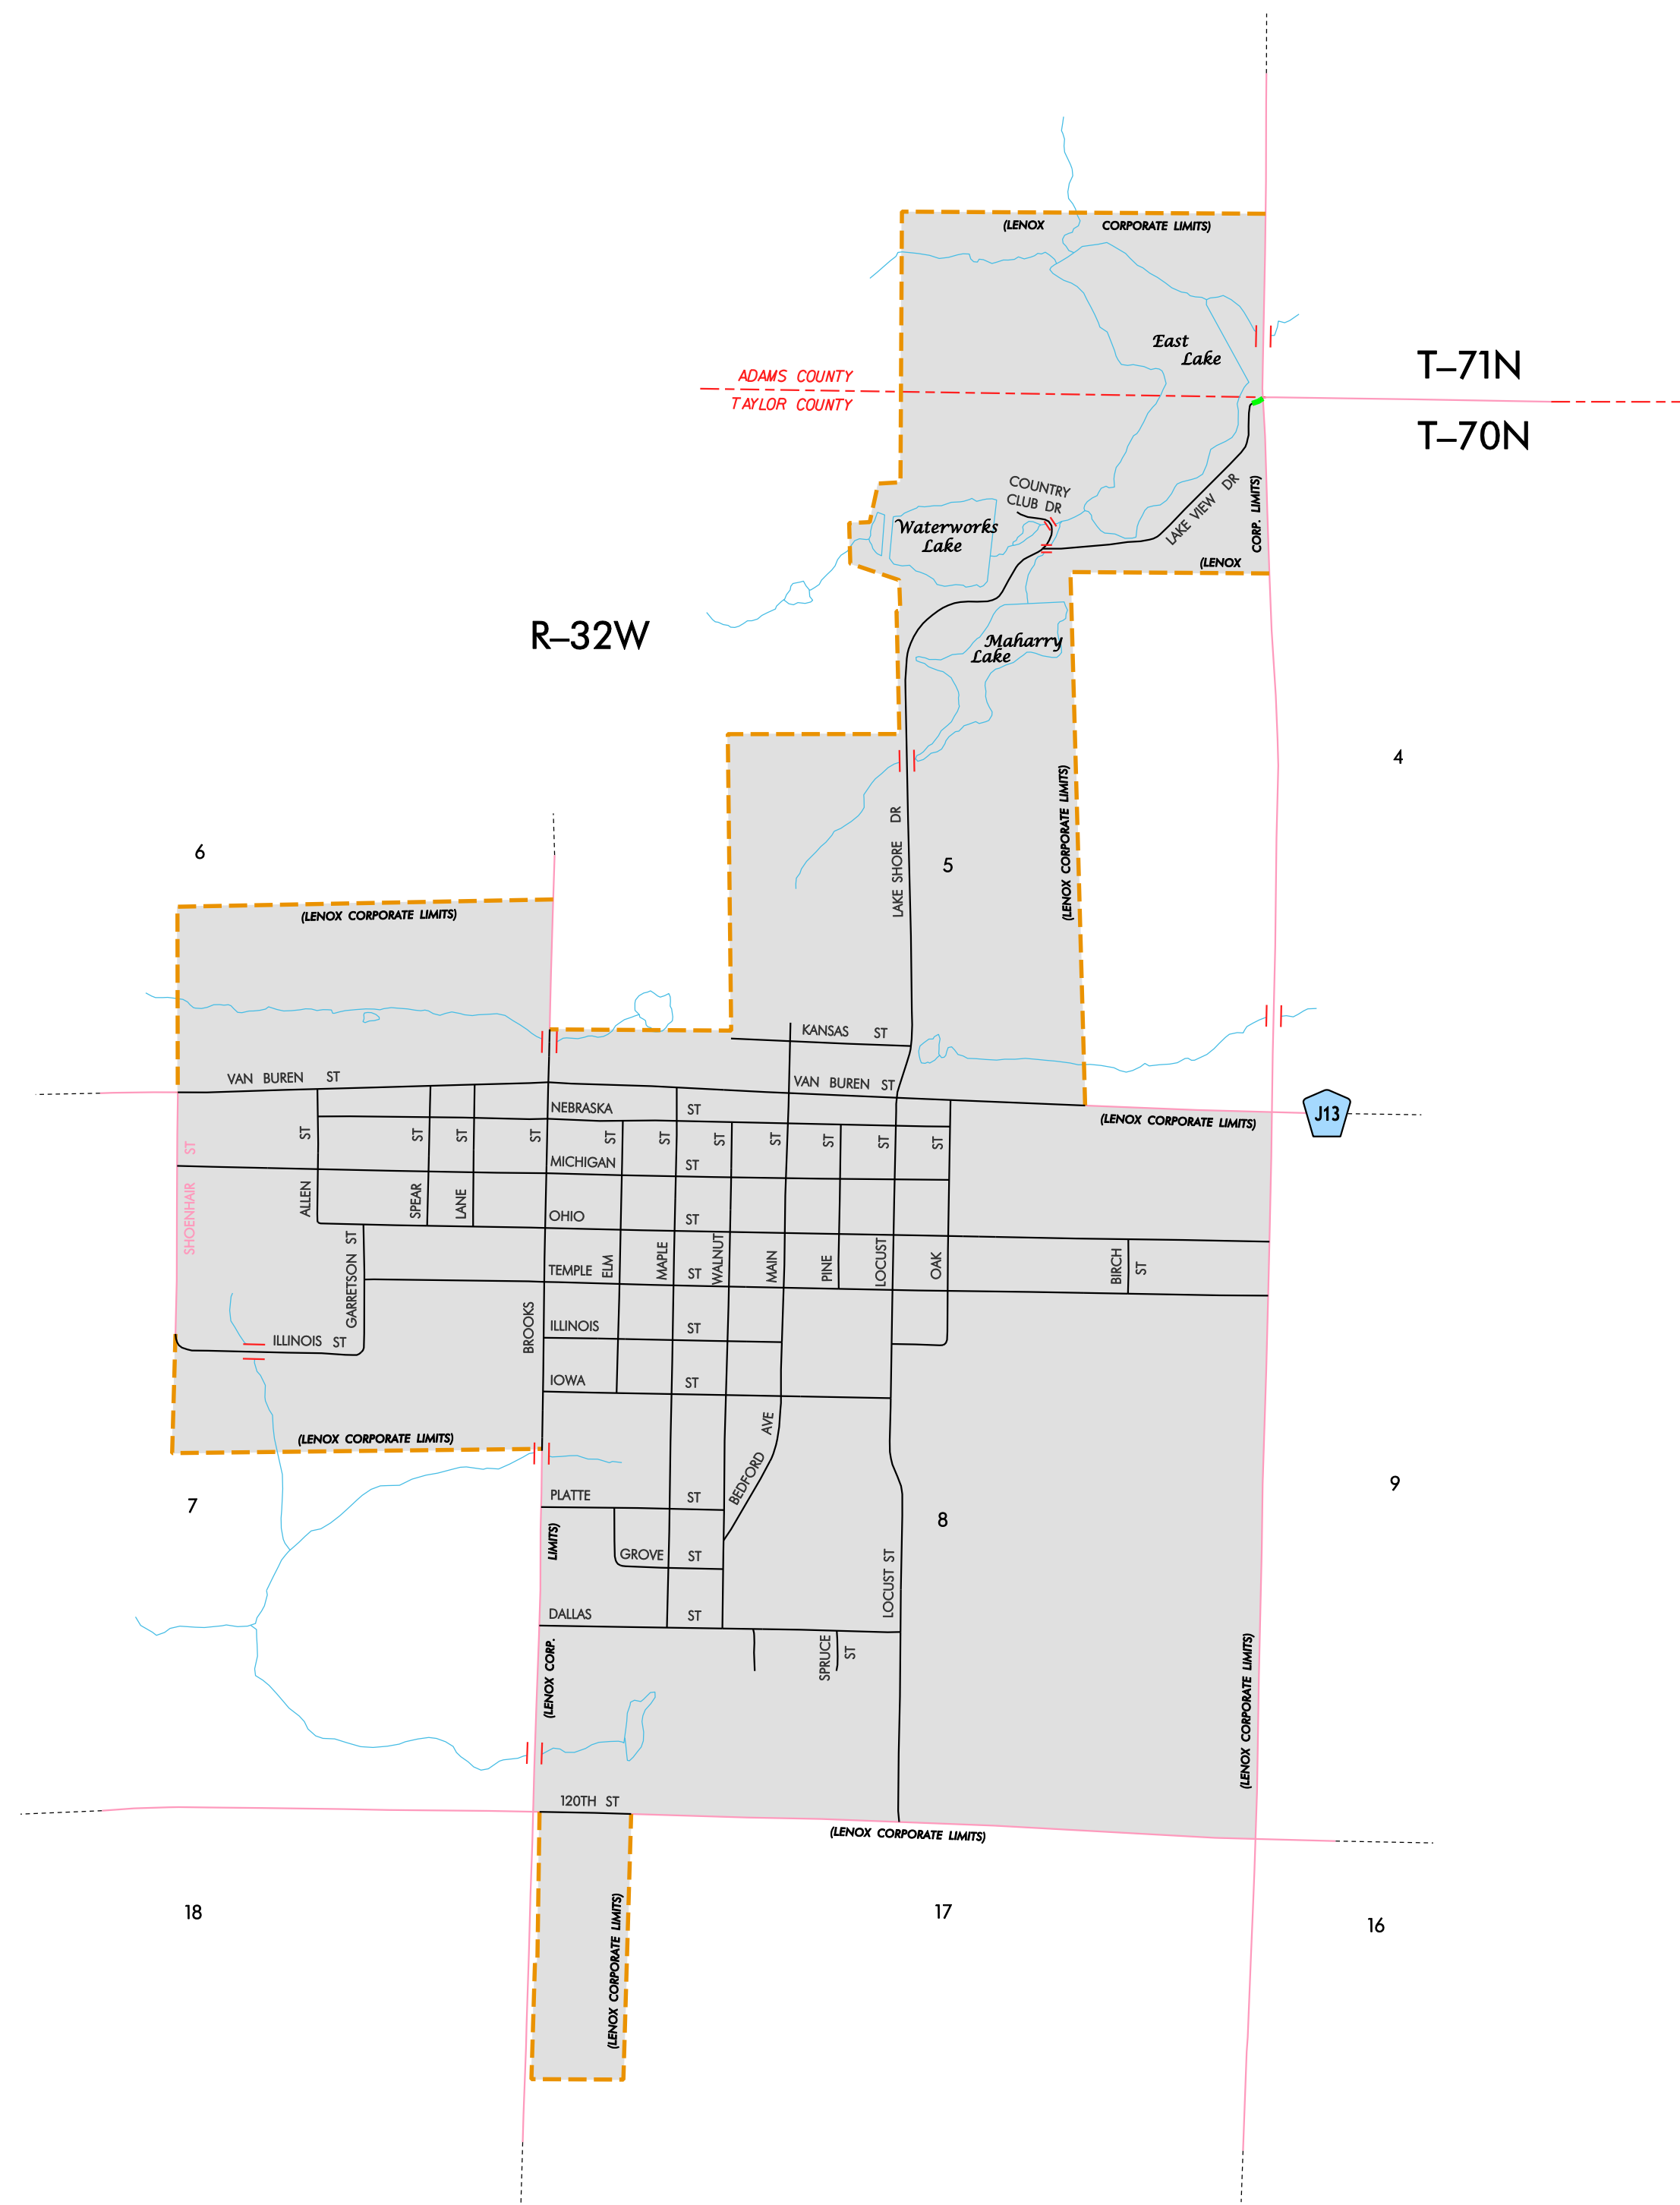 (LENOX CORPORATE LIMITS)
East
Lake
T–71N
ADAMS COUNTY
TAYLOR COUNTY
T–70N
COUNTRY
CLUB DR
LAKE VIEW DR
(LENOX CORP. LIMITS)
Waterworks
Lake
R–32W
Maharry
Lake
4
6
5
LAKE SHORE DR
(LENOX CORPORATE LIMITS)
(LENOX CORPORATE LIMITS)
KANSAS ST
VAN BUREN ST
VAN BUREN ST
J13
(LENOX CORPORATE LIMITS)
NEBRASKA ST
MICHIGAN ST
OHIO ST
TEMPLE ST
ILLINOIS ST
IOWA ST
SHOENHAIR ST
ALLEN ST
SPEAR ST
LANE ST
BROOKS ST
ELM ST
MAPLE ST
WALNUT ST
MAIN ST
PINE ST
LOCUST ST
OAK ST
BIRCH ST
GARRETSON ST
ILLINOIS ST
(LENOX CORPORATE LIMITS)
BEDFORD AVE
7
9
8
PLATTE ST
GROVE ST
DALLAS ST
LOCUST ST
SPRUCE ST
(LENOX CORP. LIMITS)
(LENOX CORPORATE LIMITS)
120TH ST
(LENOX CORPORATE LIMITS)
18
17
16
(LENOX CORPORATE LIMITS)